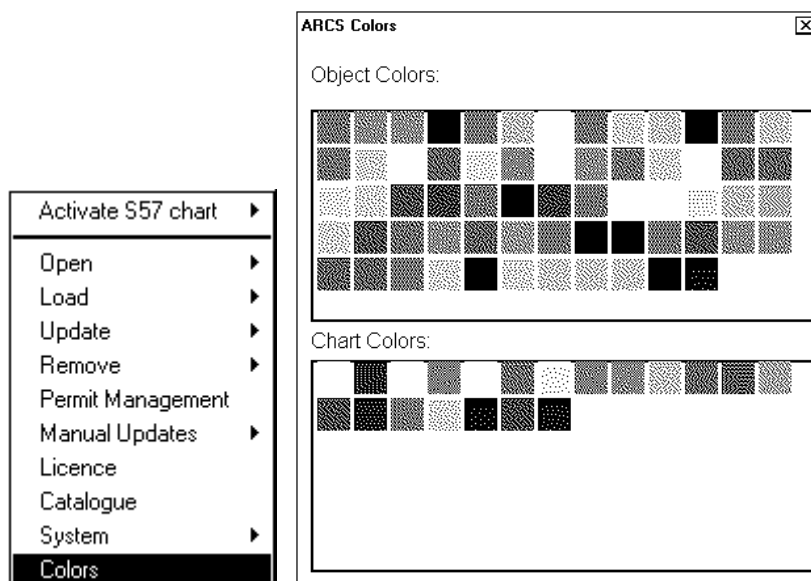 ARCS Colors
Object Colors:
Chart Colors:
Activate S57 chart
Open
Load
Update
Remove
Permit Management
Manual Updates
Licence
Catalogue
System
Colors